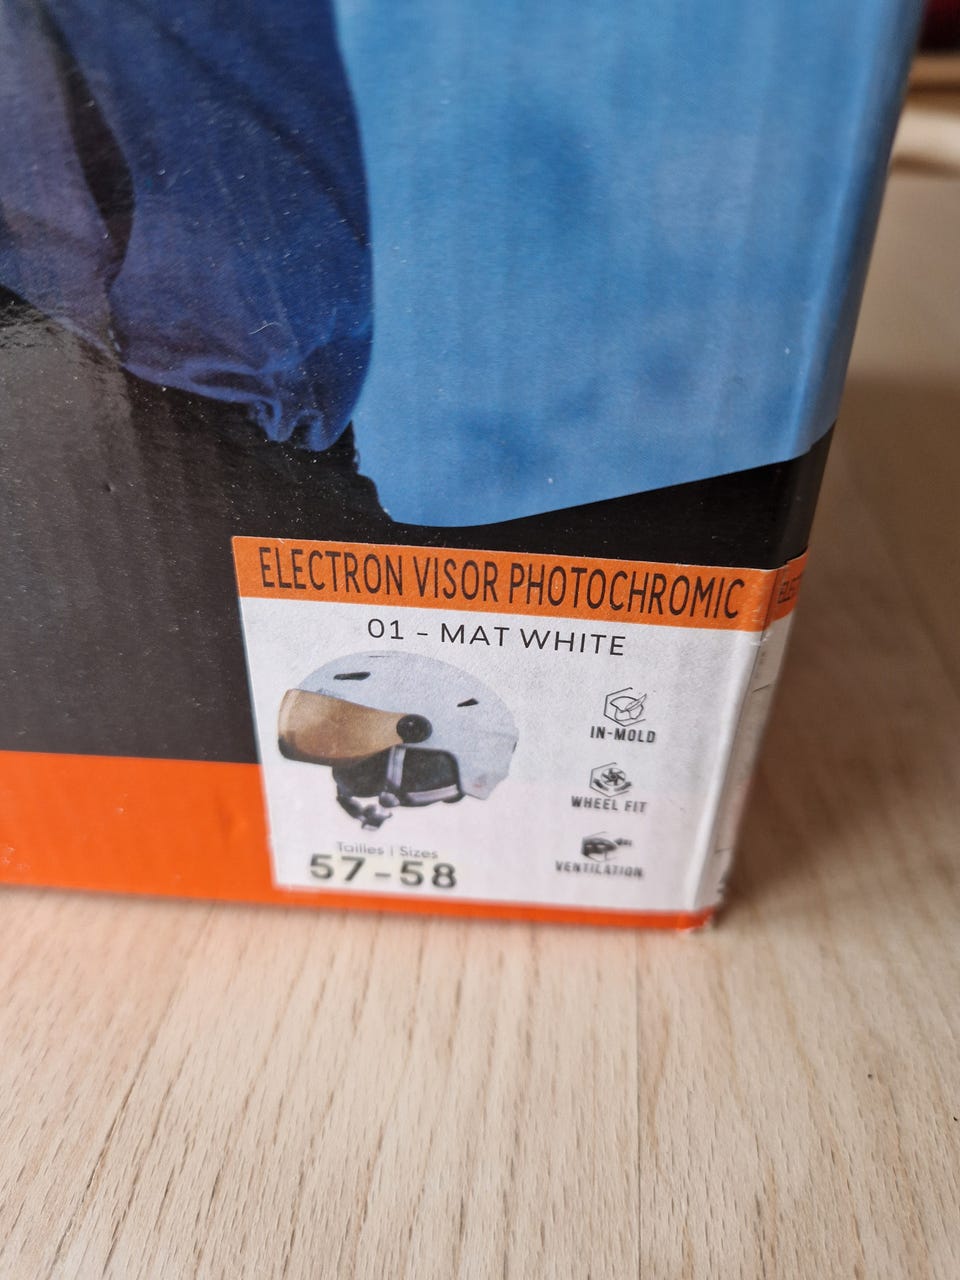 ELECTRON VISOR PHOTOCHROMIC
01 - MAT WHITE
IN-MOLD
WHEEL FIT
VENTILATION
Tailles | Sizes
57-58